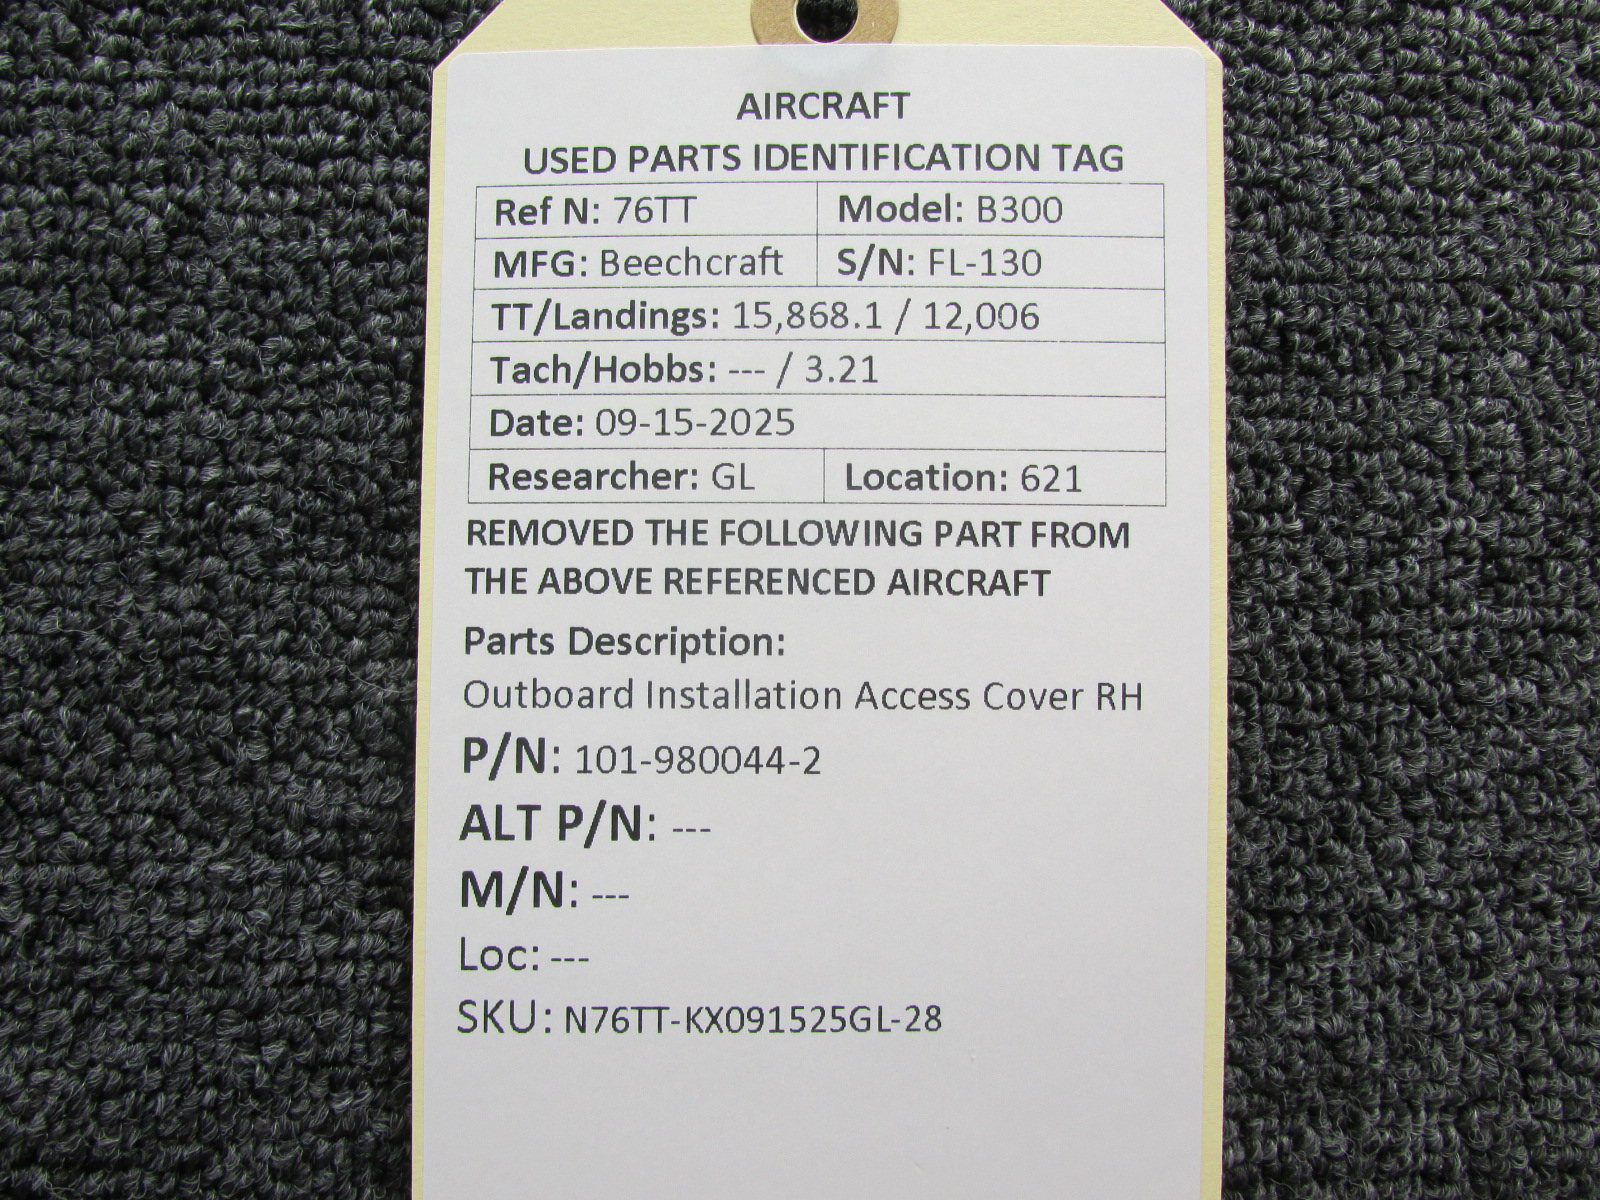 AIRCRAFT
USED PARTS IDENTIFICATION TAG
Ref N: 76TT Model: B300
MFG: Beechcraft S/N: FL-130
TT/Landings: 15,868.1 / 12,006
Tach/Hobbs: --- / 3.21
Date: 09-15-2025
Researcher: GL Location: 621
REMOVED THE FOLLOWING PART FROM
THE ABOVE REFERENCED AIRCRAFT
Parts Description:
Outboard Installation Access Cover RH
P/N: 101-980044-2
ALT P/N: ---
M/N: ---
Loc: ---
SKU: N76TT-KX091525GL-28